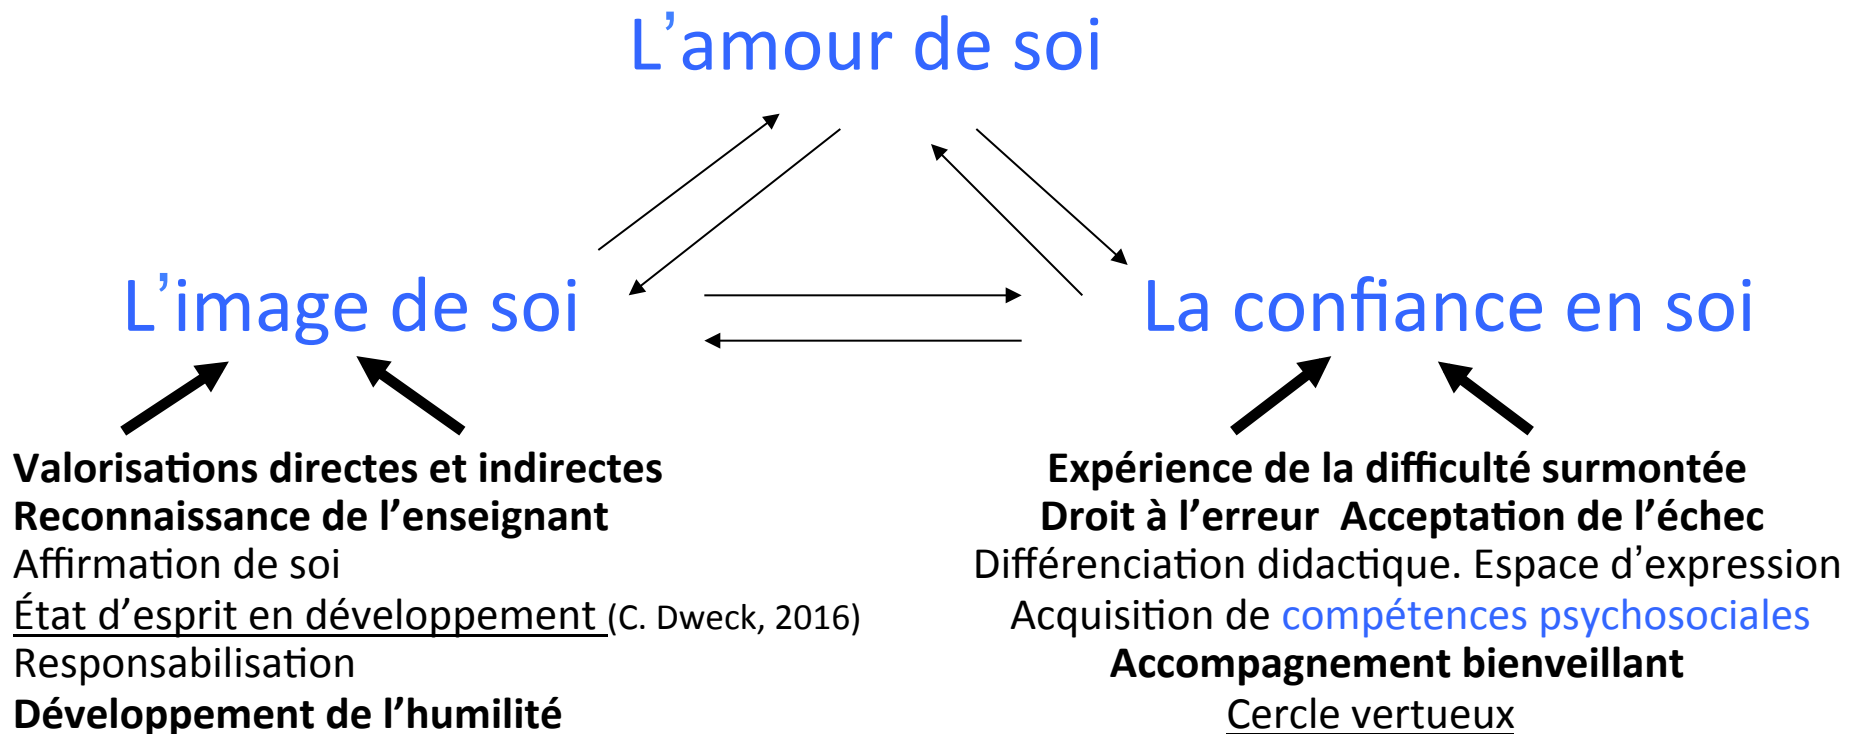 L’amour de soi
L’image de soi
La confiance en soi
Valorisations directes et indirectes
Reconnaissance de l’enseignant
Affirmation de soi
État d’esprit en développement (C. Dweck, 2016)
Responsabilisation
Développement de l’humilité
Expérience de la difficulté surmontée
Droit à l’erreur  Acceptation de l’échec
Différenciation didactique. Espace d’expression
Acquisition de compétences psychosociales
Accompagnement bienveillant
Cercle vertueux